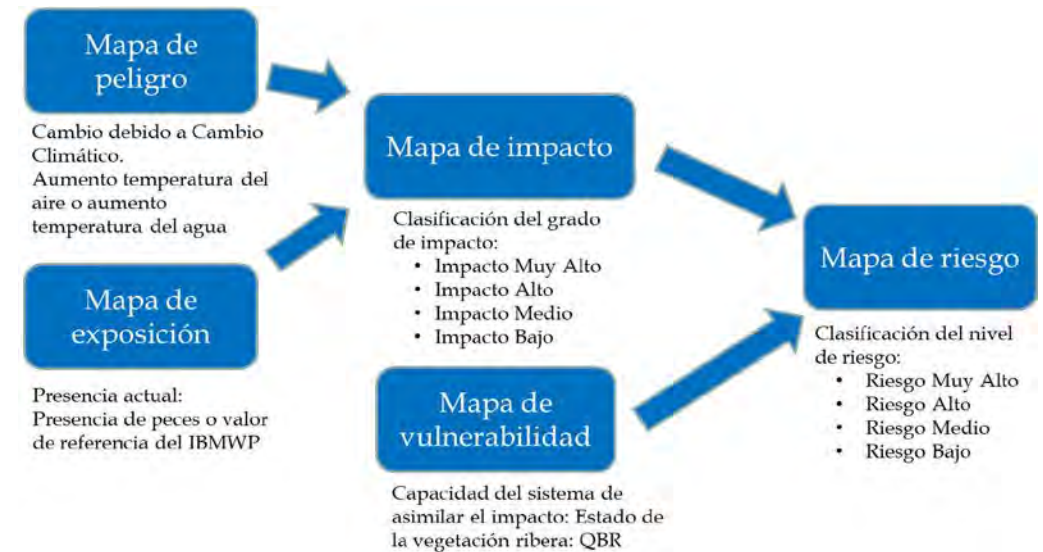 Mapa de
peligro
Cambio debido a Cambio
Climático.
Aumento temperatura del
aire o aumento
temperatura del agua
Mapa de
exposición
Presencia actual:
Presencia de peces o valor
de referencia del IBMWP
Mapa de impacto
Clasificación del grado
de impacto:
• Impacto Muy Alto
• Impacto Alto
• Impacto Medio
• Impacto Bajo
Mapa de
vulnerabilidad
Capacidad del sistema de
asimilar el impacto: Estado de
la vegetación ribera: QBR
Mapa de riesgo
Clasificación del nivel
de riesgo:
• Riesgo Muy Alto
• Riesgo Alto
• Riesgo Medio
• Riesgo Bajo